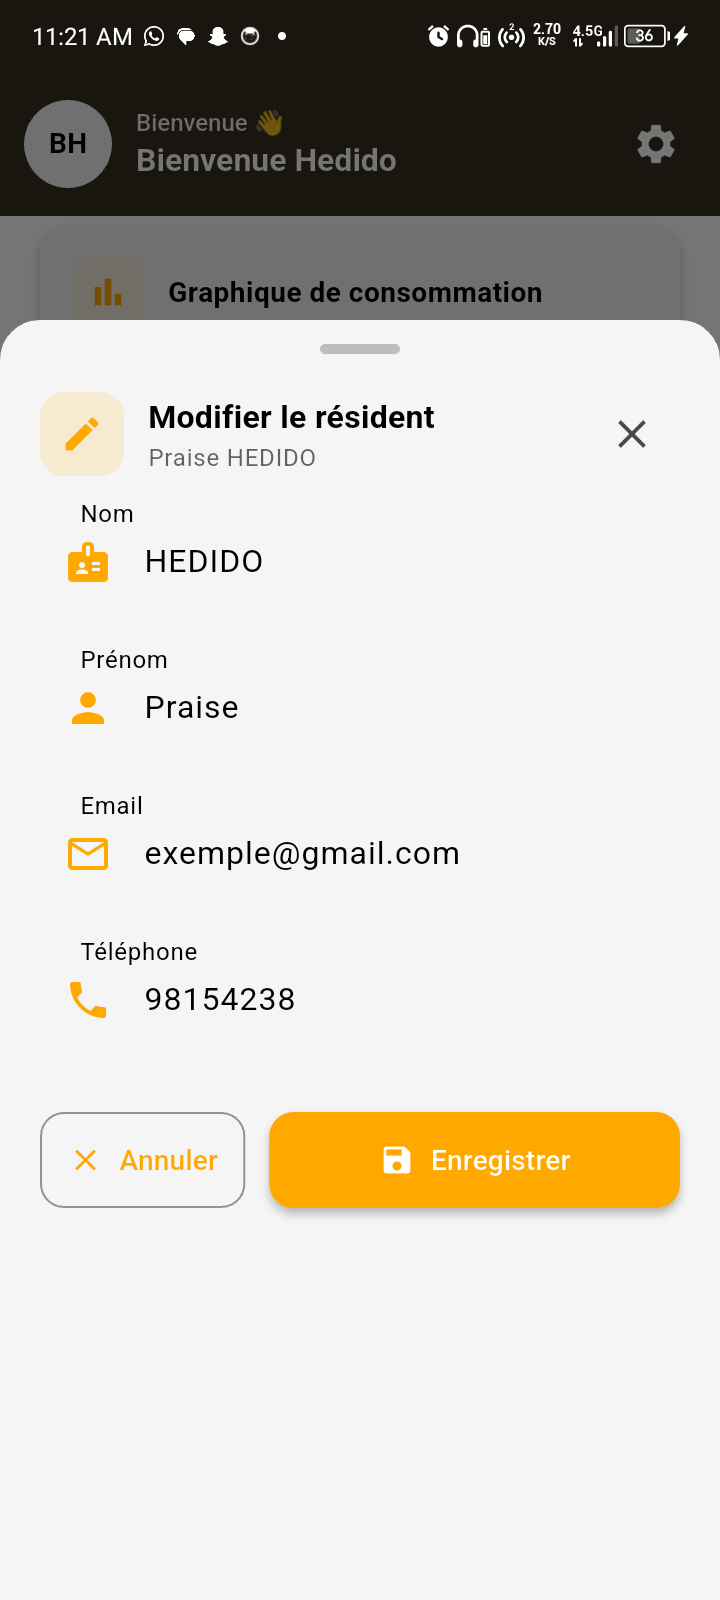 11:21 AM 2 2.70 K/S 4.5G 36
BH
Bienvenue 👋
Bienvenue Hedido
Graphique de consommation
Modifier le résident
Praise HEDIDO
Nom
HEDIDO
Prénom
Praise
Email
exemple@gmail.com
Téléphone
98154238
Annuler
Enregistrer